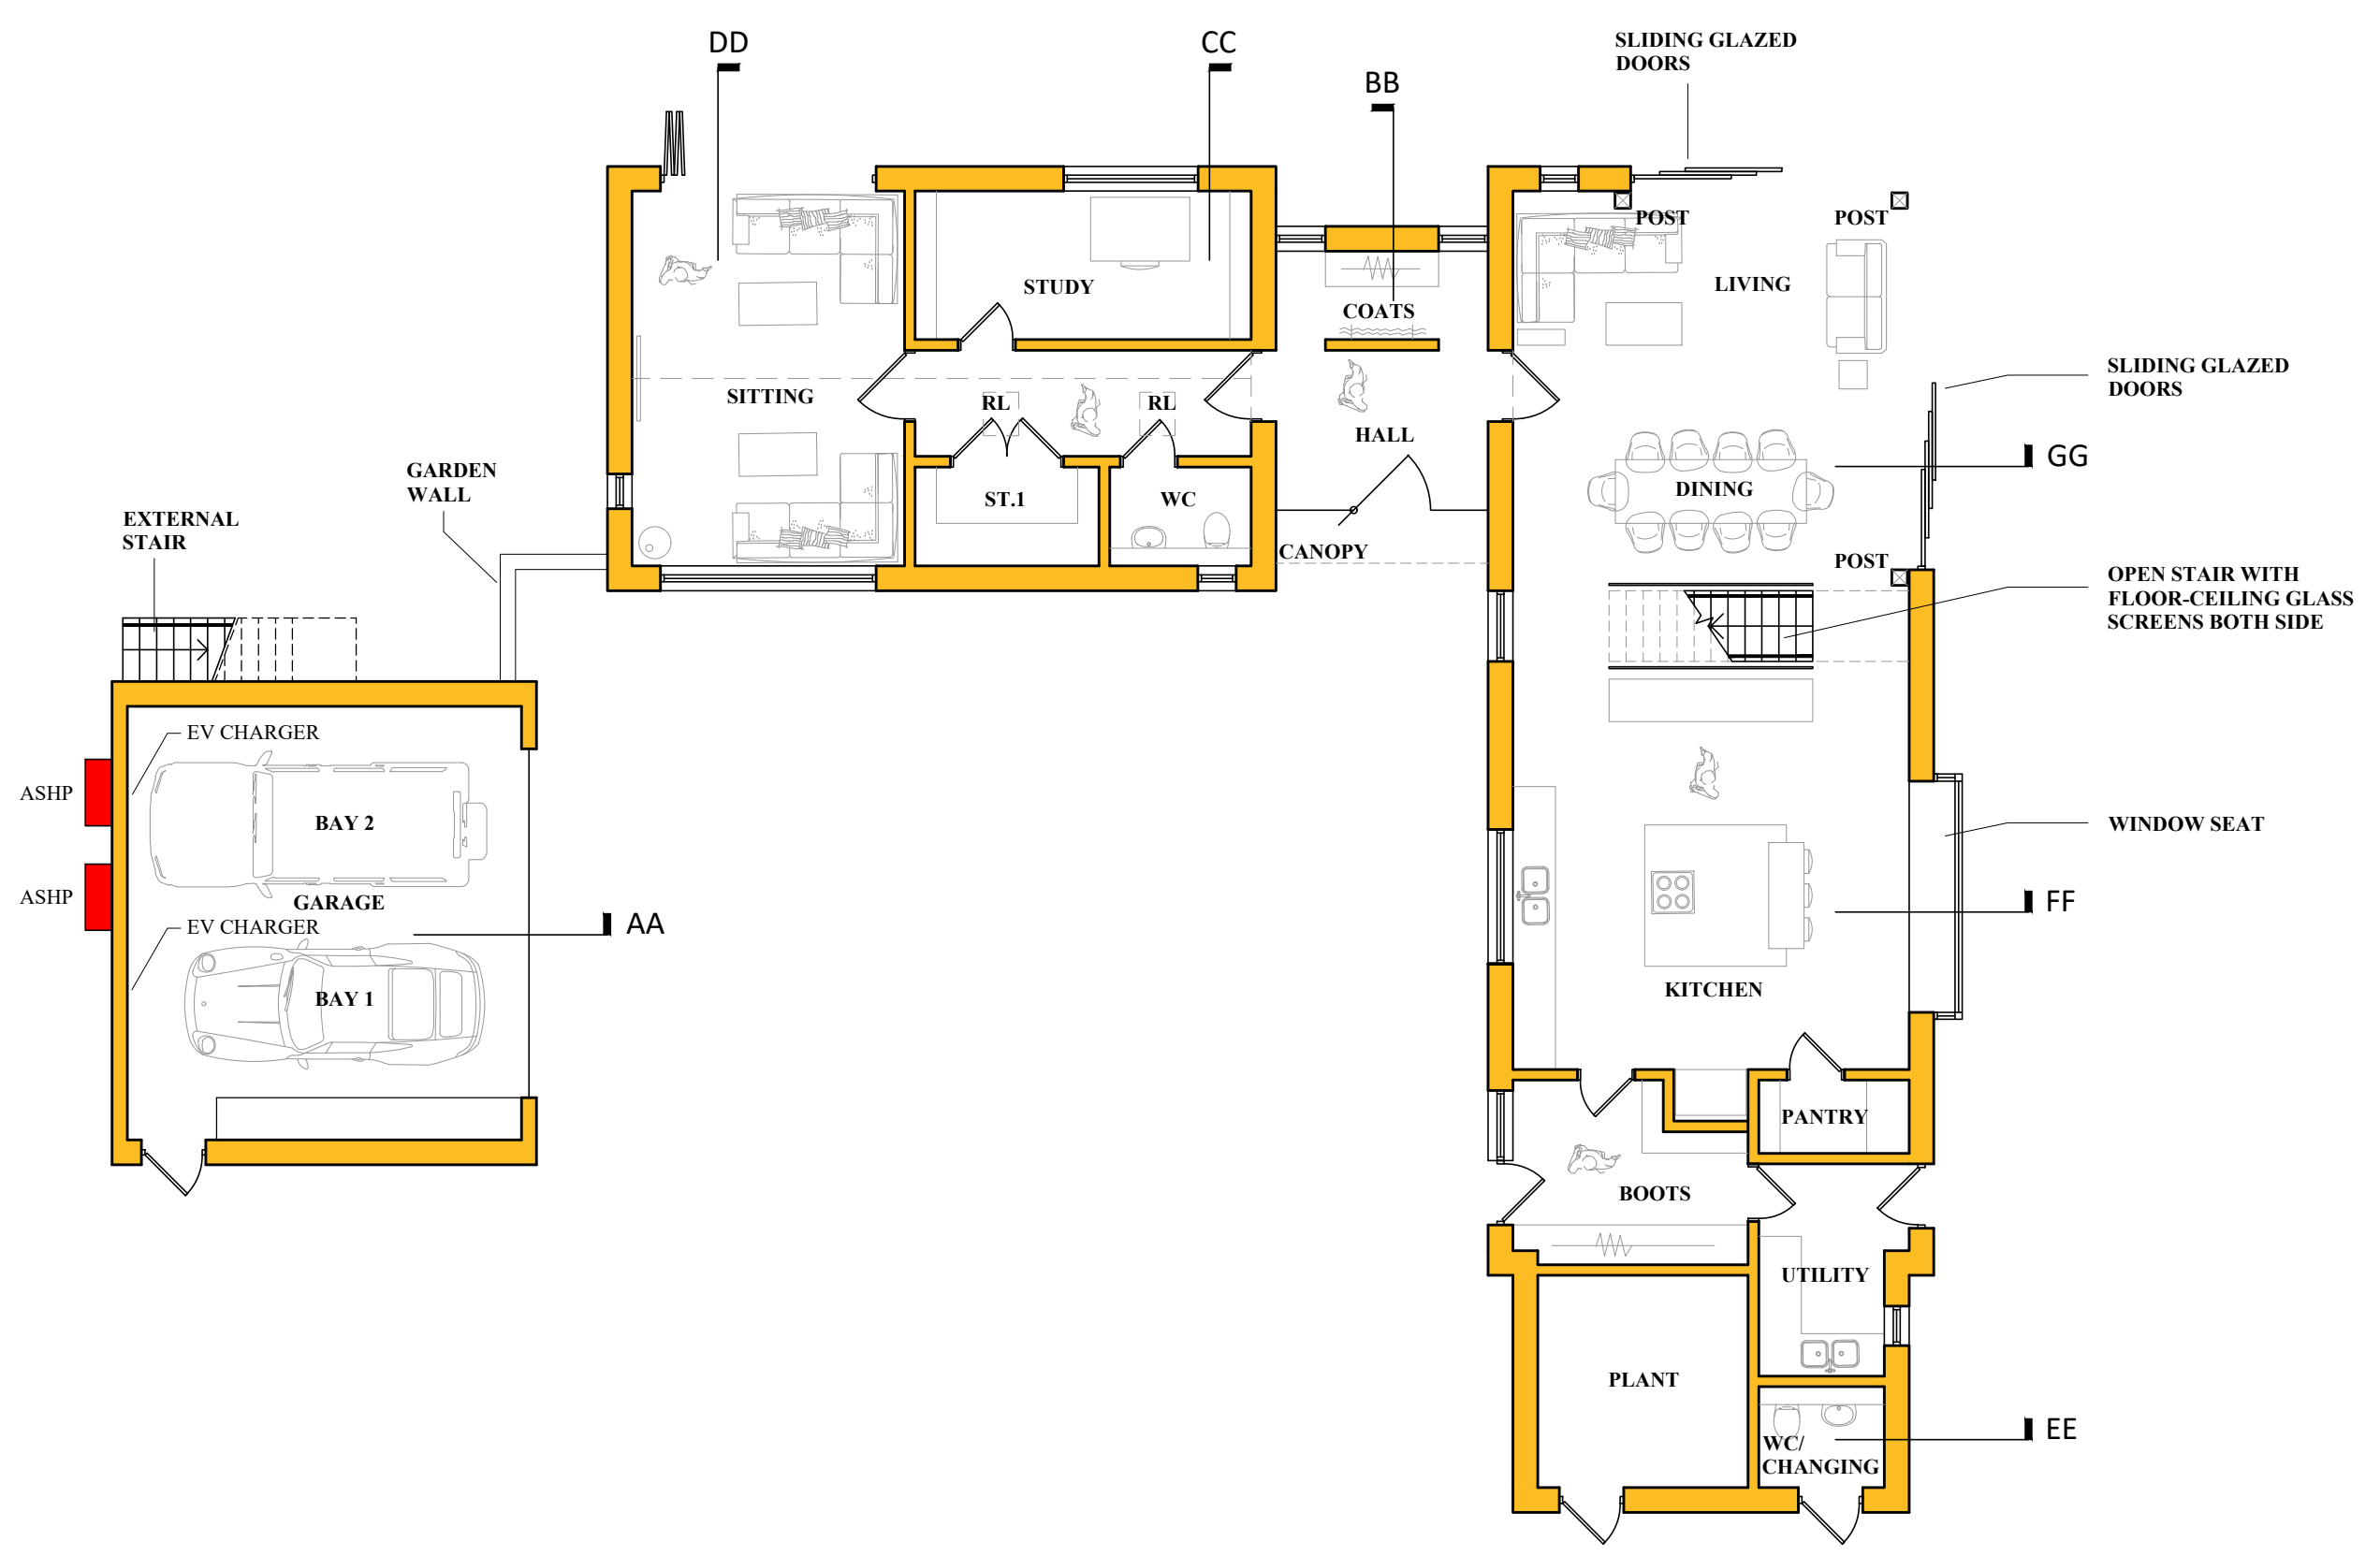 DD
CC
BB
SLIDING GLAZED
DOORS
POST
POST
LIVING
STUDY
COATS
SLIDING GLAZED
DOORS
SITTING
RL
RL
HALL
GG
DINING
GARDEN
WALL
ST.1
WC
EXTERNAL
STAIR
CANOPY
POST
OPEN STAIR WITH
FLOOR-CEILING GLASS
SCREENS BOTH SIDE
EV CHARGER
ASHP
BAY 2
WINDOW SEAT
ASHP
GARAGE
FF
EV CHARGER
AA
BAY 1
KITCHEN
PANTRY
BOOTS
UTILITY
PLANT
EE
WC/
CHANGING